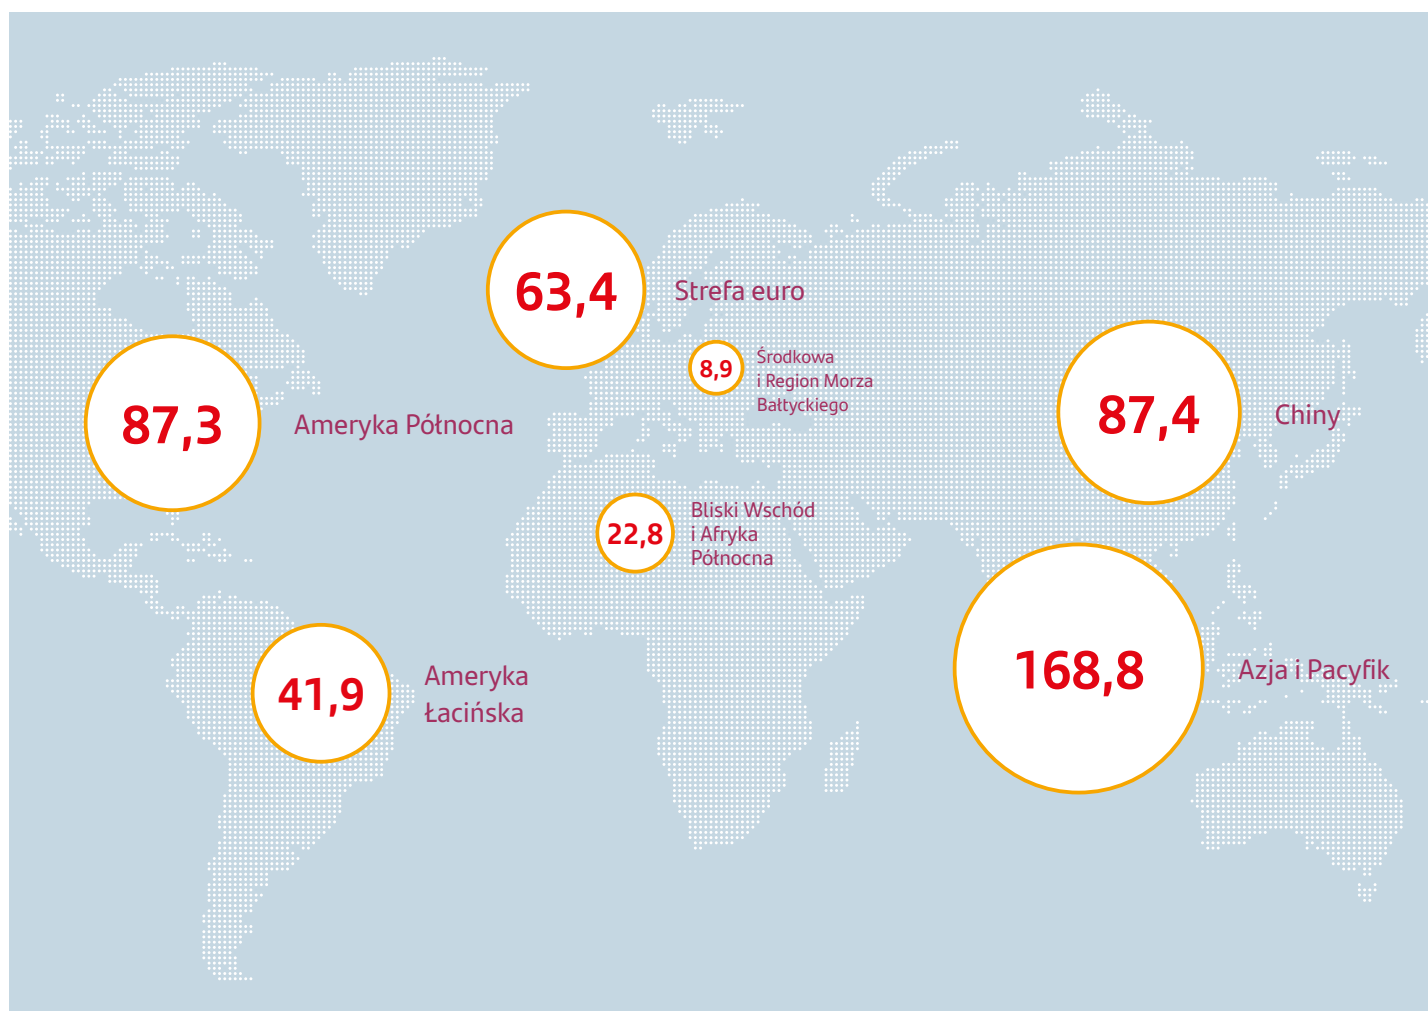 63,4
Strefa euro
8,9
Środkowa
i Region Morza
Bałtyckiego
87,3
Ameryka Północna
87,4
Chiny
22,8
Bliski Wschód
i Afryka
Północna
41,9
Ameryka
Łacińska
168,8
Azja i Pacyfik